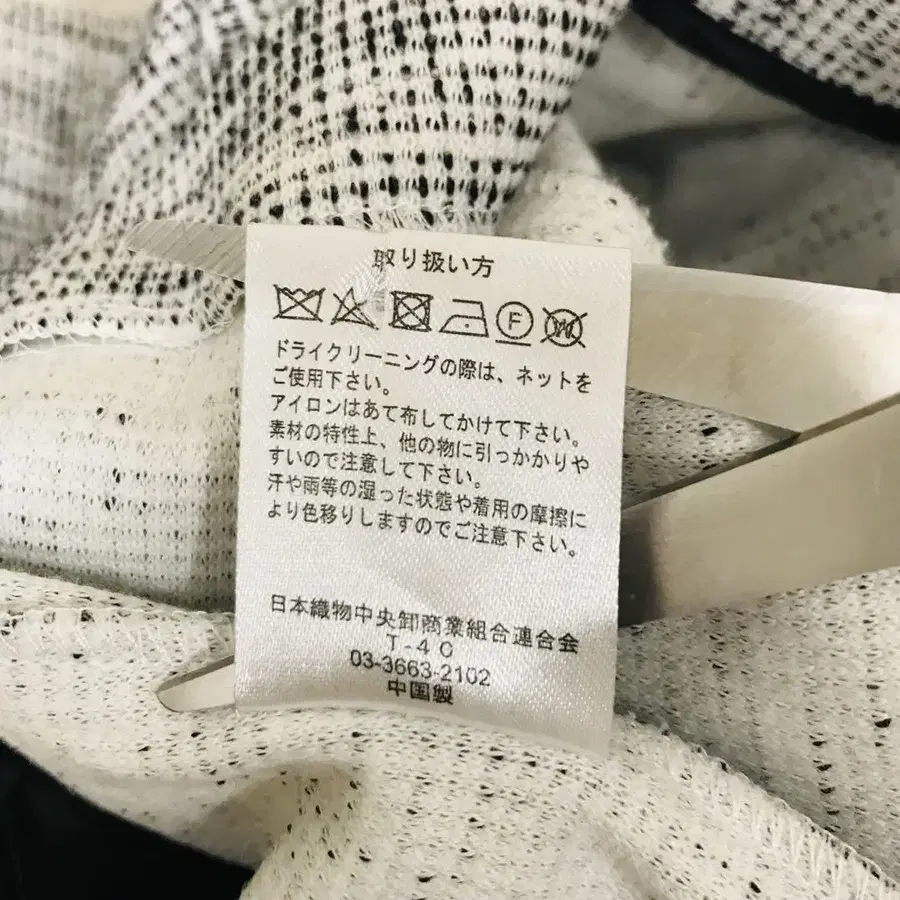 取り扱い方
F
W
ドライクリーニングの際は、ネットを
ご使用下さい。
アイロンはあて布してかけて下さい。
素材の特性上、他の物に引っかかりや
すいので注意して下さい。
汗や雨等の湿った状態や着用の摩擦に
より色移りしますのでご注意下さい。
日本織物中央卸商業組合連合会
T-40
03-3663-2102
中国製